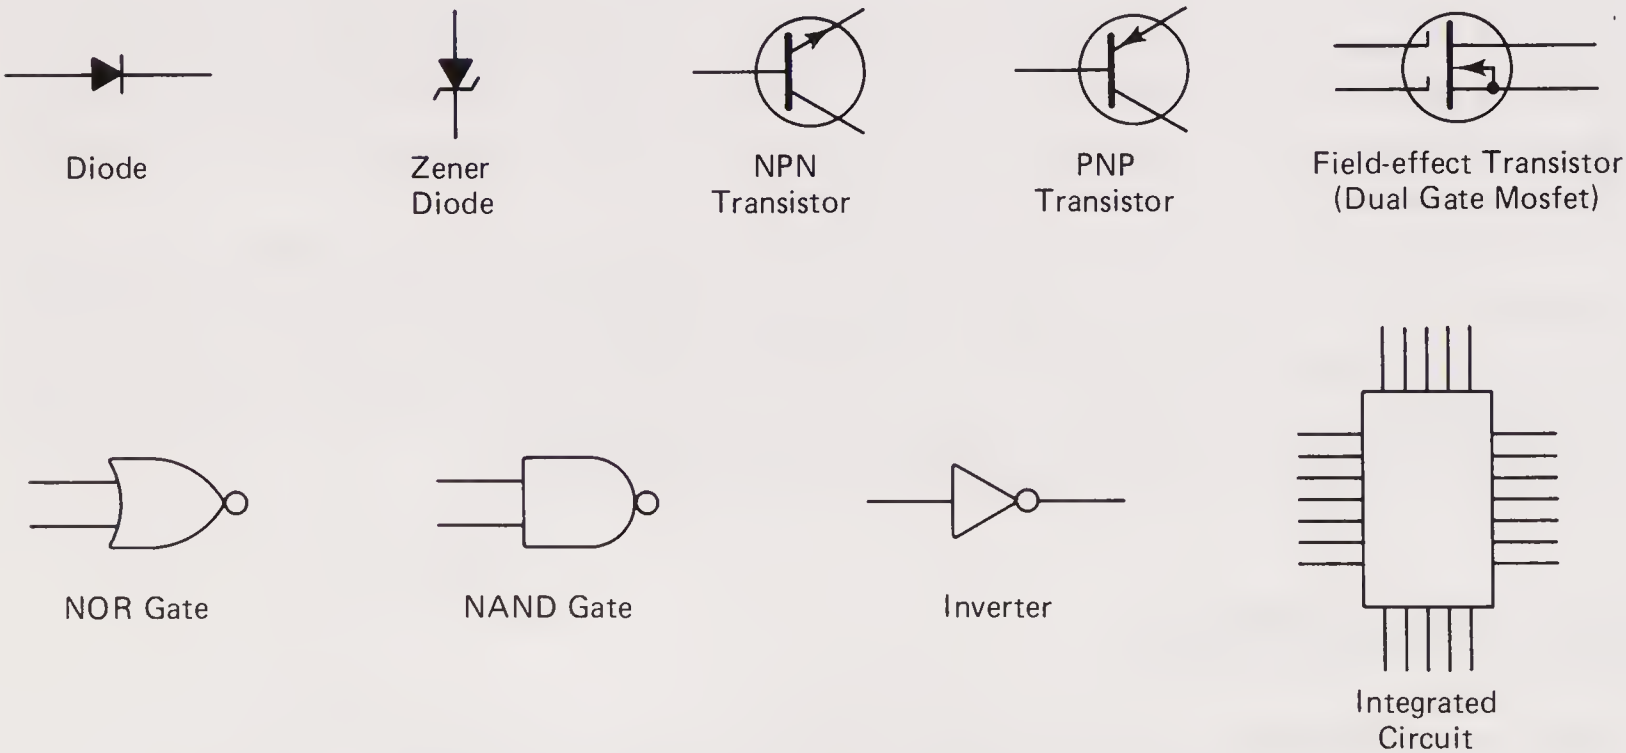 Diode
Zener
Diode
NPN
Transistor
PNP
Transistor
Field-effect Transistor
(Dual Gate Mosfet)
NOR Gate
NAND Gate
Inverter
Integrated
Circuit